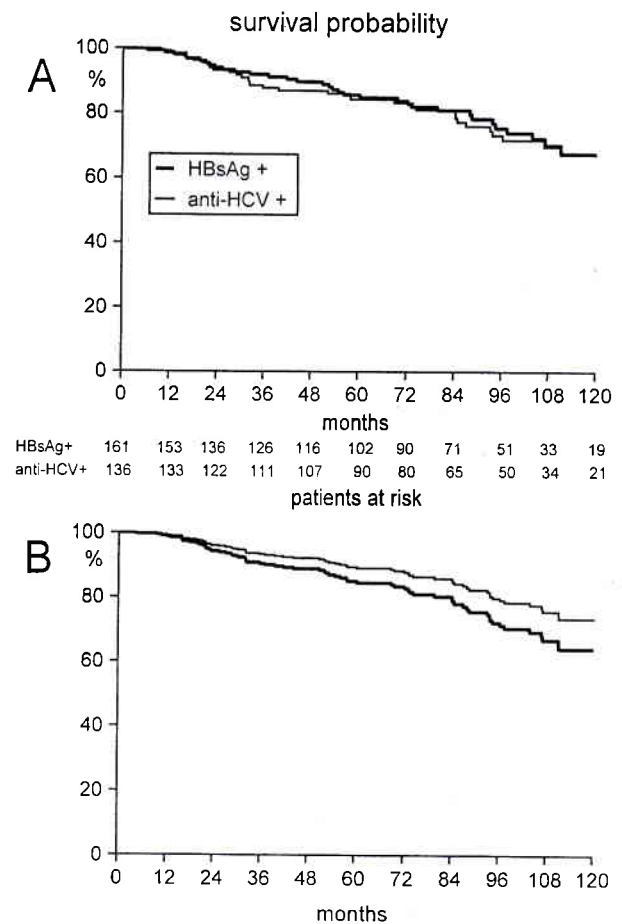 survival probability
A
100
%
80
60
40
20
0
HBsAg +
anti-HCV +
0 12 24 36 48 60 72 84 96 108 120
months
HBsAg+ 161 153 136 126 116 102 90 71 51 33 19
anti-HCV+ 136 133 122 111 107 90 80 65 50 34 21
patients at risk
B
100
%
80
60
40
20
0
0 12 24 36 48 60 72 84 96 108 120
months